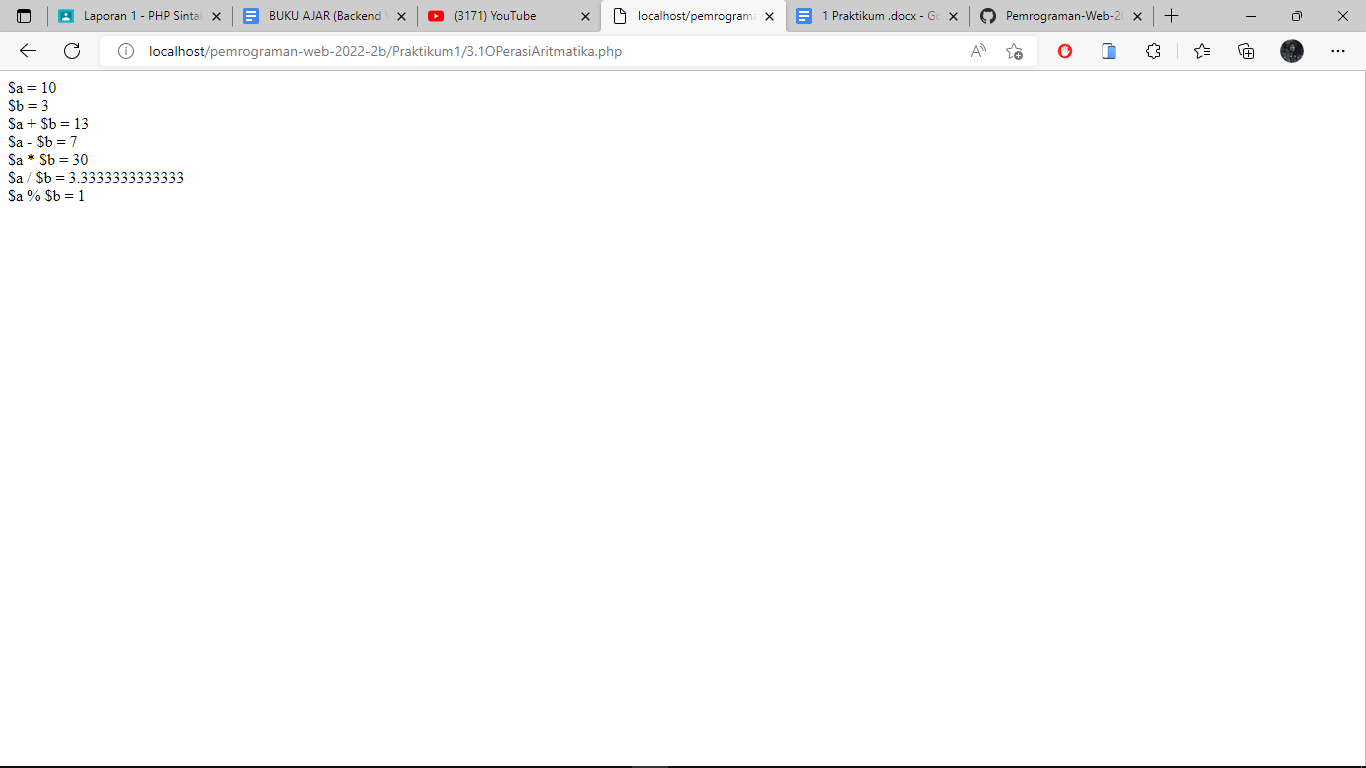 Laporan 1 - PHP Sinta
BUKU AJAR (Backend
(3171) YouTube
localhost/pemrogram
1 Praktikum .docx - Go
Pemrograman-Web-2
localhost/pemrograman-web-2022-2b/Praktikum1/3.1OPerasiAritmatika.php
$a = 10
$b = 3
$a + $b = 13
$a - $b = 7
$a * $b = 30
$a / $b = 3.3333333333333
$a % $b = 1